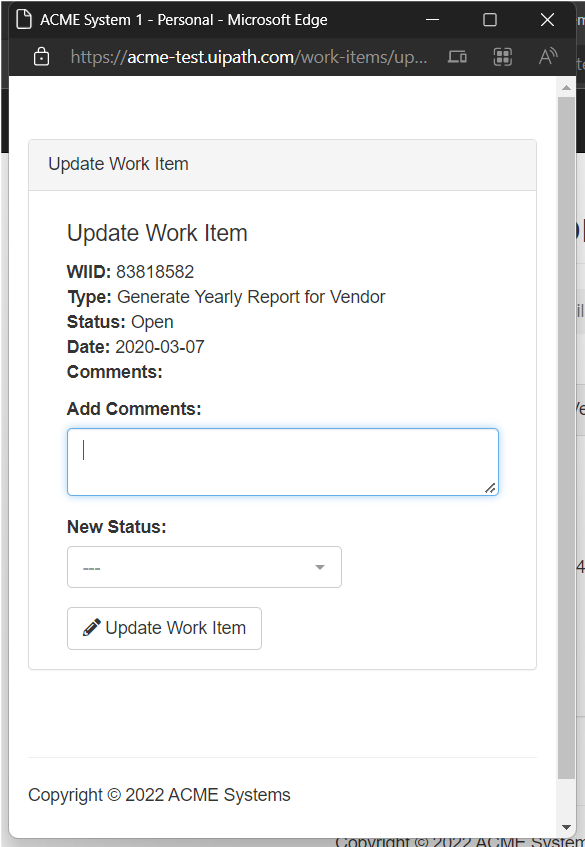 ACME System 1 - Personal - Microsoft Edge
https://acme-test.uipath.com/work-items/up...
Update Work Item
Update Work Item
WIID: 83818582
Type: Generate Yearly Report for Vendor
Status: Open
Date: 2020-03-07
Comments:
Add Comments:
New Status:
---
Update Work Item
Copyright © 2022 ACME Systems
Copyright © 2022 ACME System